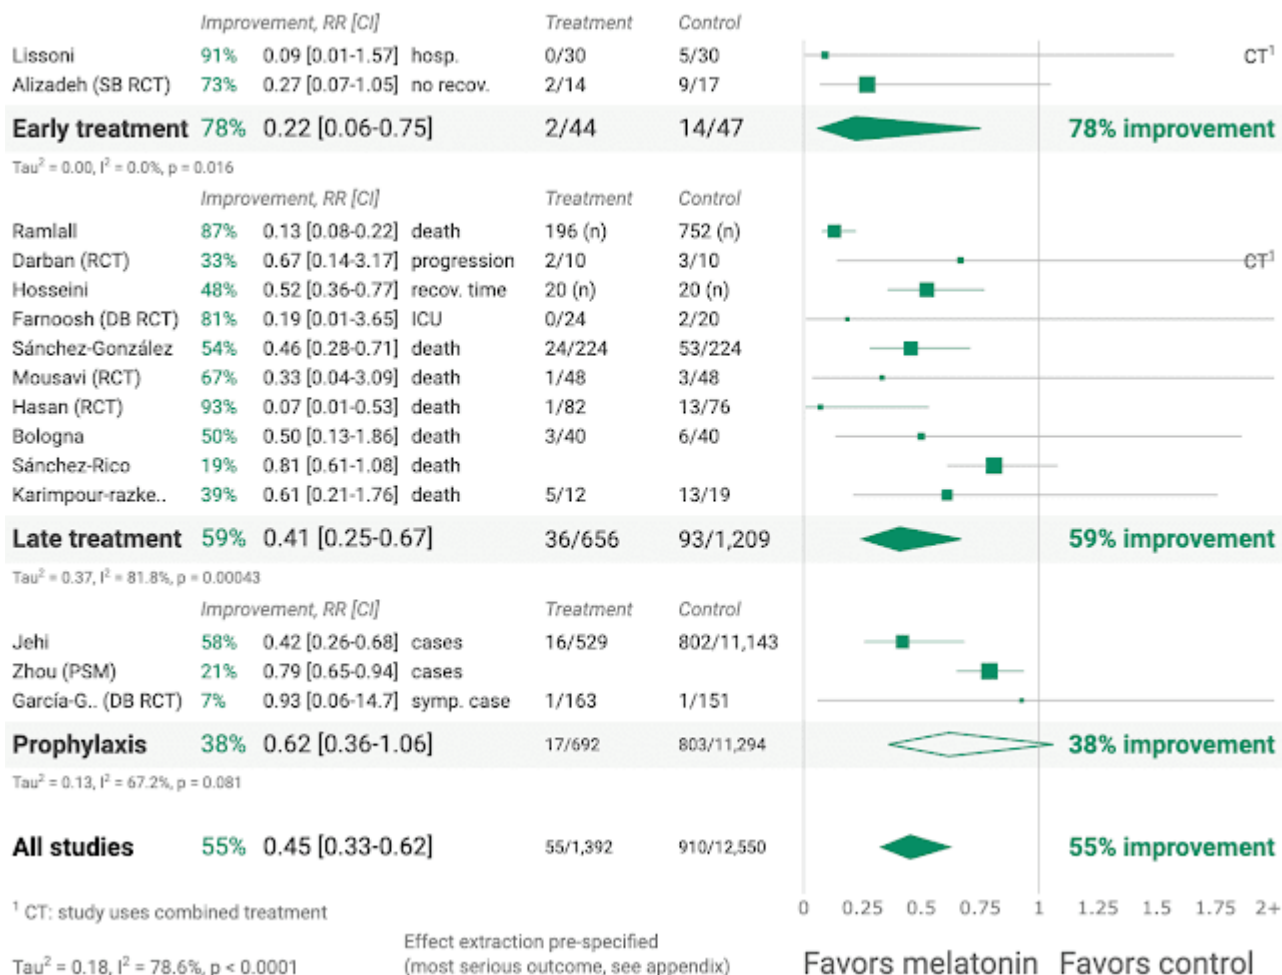 Improvement, RR [CI] Treatment Control
Lissoni 91% 0.09 [0.01-1.57] hosp. 0/30 5/30 CT¹
Alizadeh (SB RCT) 73% 0.27 [0.07-1.05] no recov. 2/14 9/17
Early treatment 78% 0.22 [0.06-0.75] 2/44 14/47 78% improvement
Tau² = 0.00, I² = 0.0%, p = 0.016
Improvement, RR [CI] Treatment Control
Ramlall 87% 0.13 [0.08-0.22] death 196 (n) 752 (n)
Darban (RCT) 33% 0.67 [0.14-3.17] progression 2/10 3/10 CT¹
Hosseini 48% 0.52 [0.36-0.77] recov. time 20 (n) 20 (n)
Farnoosh (DB RCT) 81% 0.19 [0.01-3.65] ICU 0/24 2/20
Sánchez-González 54% 0.46 [0.28-0.71] death 24/224 53/224
Mousavi (RCT) 67% 0.33 [0.04-3.09] death 1/48 3/48
Hasan (RCT) 93% 0.07 [0.01-0.53] death 1/82 13/76
Bologna 50% 0.50 [0.13-1.86] death 3/40 6/40
Sánchez-Rico 19% 0.81 [0.61-1.08] death
Karimpour-razke.. 39% 0.61 [0.21-1.76] death 5/12 13/19
Late treatment 59% 0.41 [0.25-0.67] 36/656 93/1,209 59% improvement
Tau² = 0.37, I² = 81.8%, p = 0.00043
Improvement, RR [CI] Treatment Control
Jehi 58% 0.42 [0.26-0.68] cases 16/529 802/11,143
Zhou (PSM) 21% 0.79 [0.65-0.94] cases
García-G.. (DB RCT) 7% 0.93 [0.06-14.7] symp. case 1/163 1/151
Prophylaxis 38% 0.62 [0.36-1.06] 17/692 803/11,294 38% improvement
Tau² = 0.13, I² = 67.2%, p = 0.081
All studies 55% 0.45 [0.33-0.62] 55/1,392 910/12,550 55% improvement
0 0.25 0.5 0.75 1 1.25 1.5 1.75 2+
¹ CT: study uses combined treatment
Effect extraction pre-specified
Tau² = 0.18, I² = 78.6%, p < 0.0001 (most serious outcome, see appendix) Favors melatonin Favors control